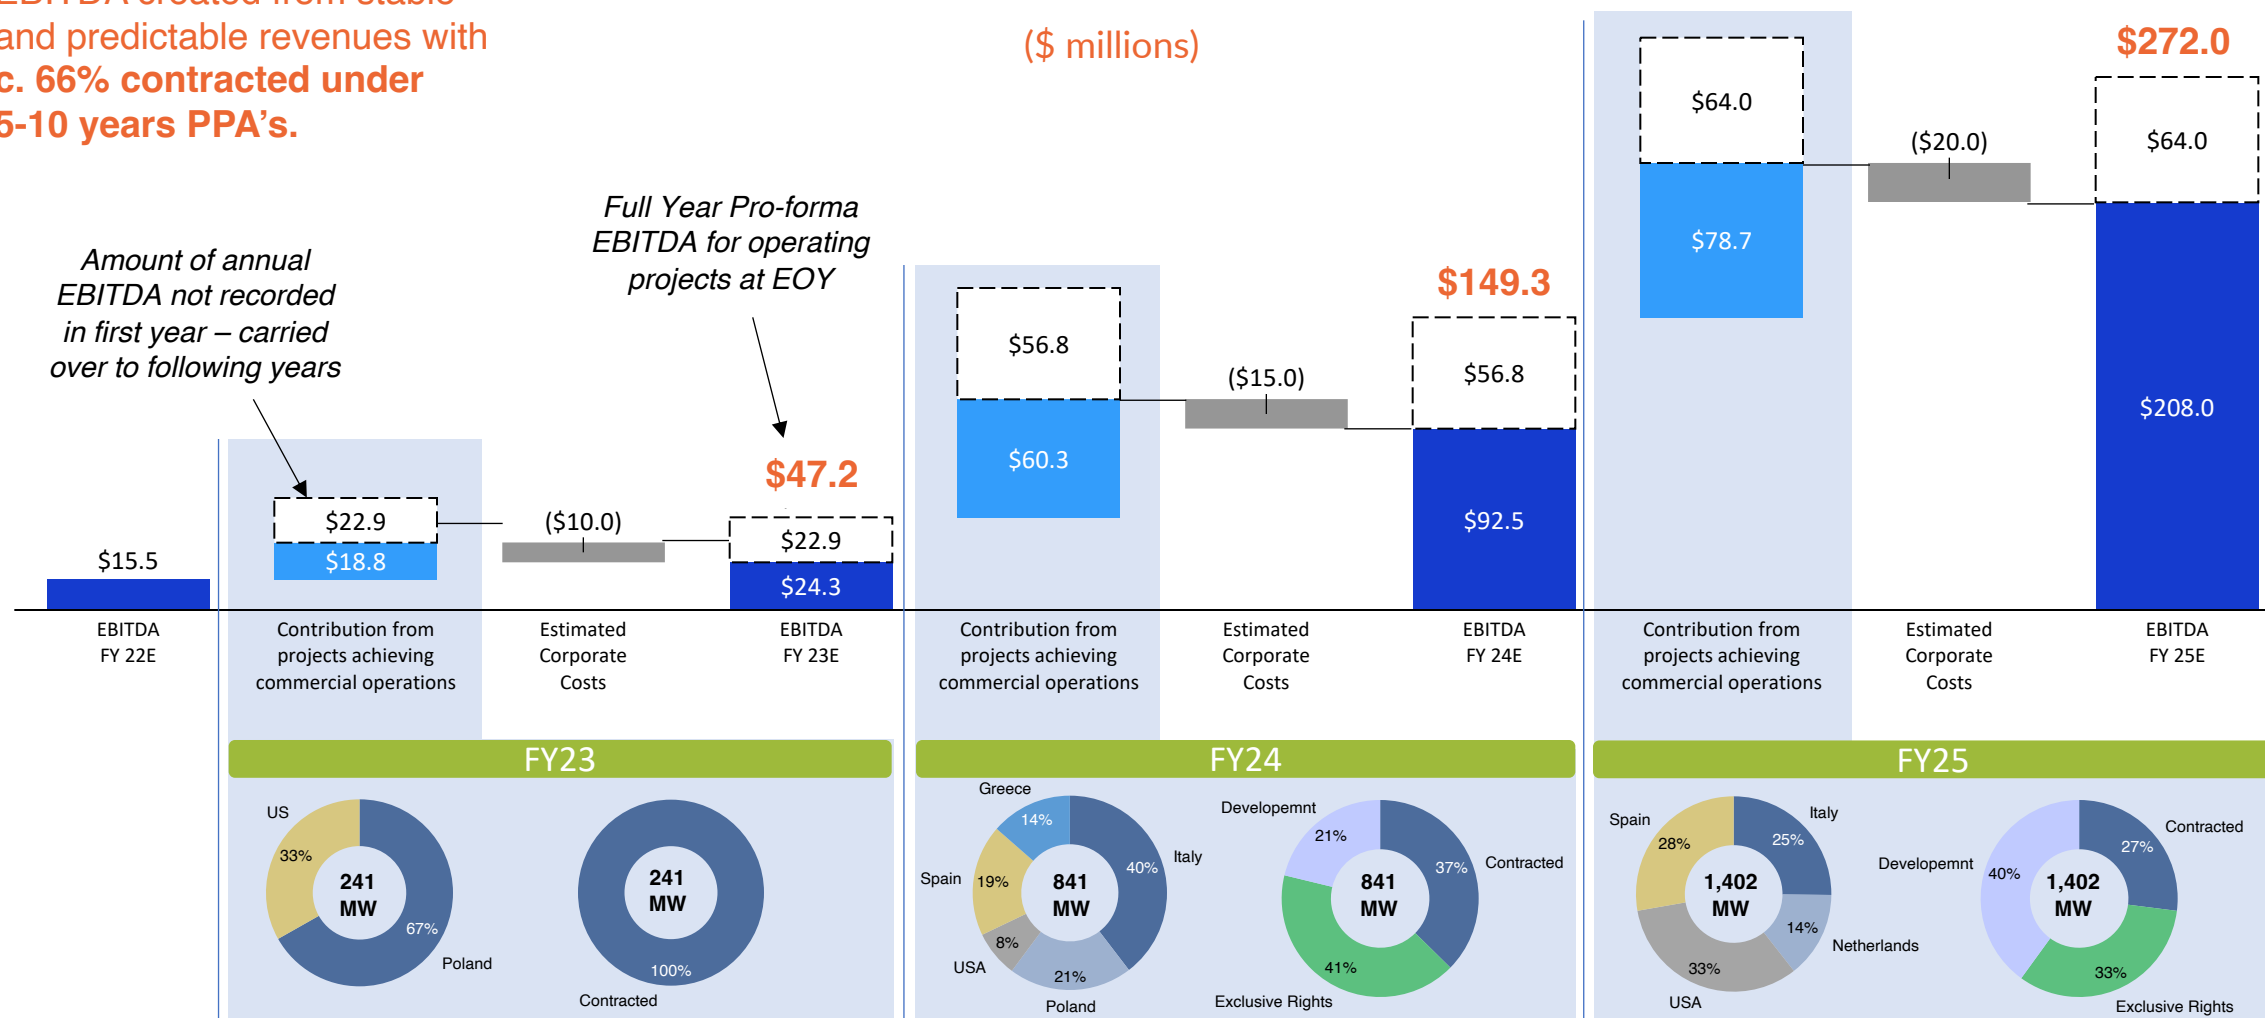 EBITDA created from stable
and predictable revenues with
c. 66% contracted under
5-10 years PPA's.
($ millions)
Amount of annual
EBITDA not recorded
in first year – carried
over to following years
Full Year Pro-forma
EBITDA for operating
projects at EOY
$15.5
$22.9
$18.8
($10.0)
$47.2
$22.9
$24.3
$56.8
$60.3
($15.0)
$149.3
$56.8
$92.5
$64.0
$78.7
($20.0)
$272.0
$64.0
$208.0
EBITDA
FY 22E
Contribution from
projects achieving
commercial operations
Estimated
Corporate
Costs
EBITDA
FY 23E
Contribution from
projects achieving
commercial operations
Estimated
Corporate
Costs
EBITDA
FY 24E
Contribution from
projects achieving
commercial operations
Estimated
Corporate
Costs
EBITDA
FY 25E
FY23
US
33%
241
MW
67%
Poland
241
MW
100%
Contracted
FY24
Greece
14%
Italy
40%
Spain
19%
841
MW
8%
USA
21%
Poland
Developemnt
21%
37%
Contracted
841
MW
41%
Exclusive Rights
FY25
Spain
28%
Italy
25%
1,402
MW
14%
Netherlands
33%
USA
Contracted
27%
Developemnt
40%
1,402
MW
33%
Exclusive Rights